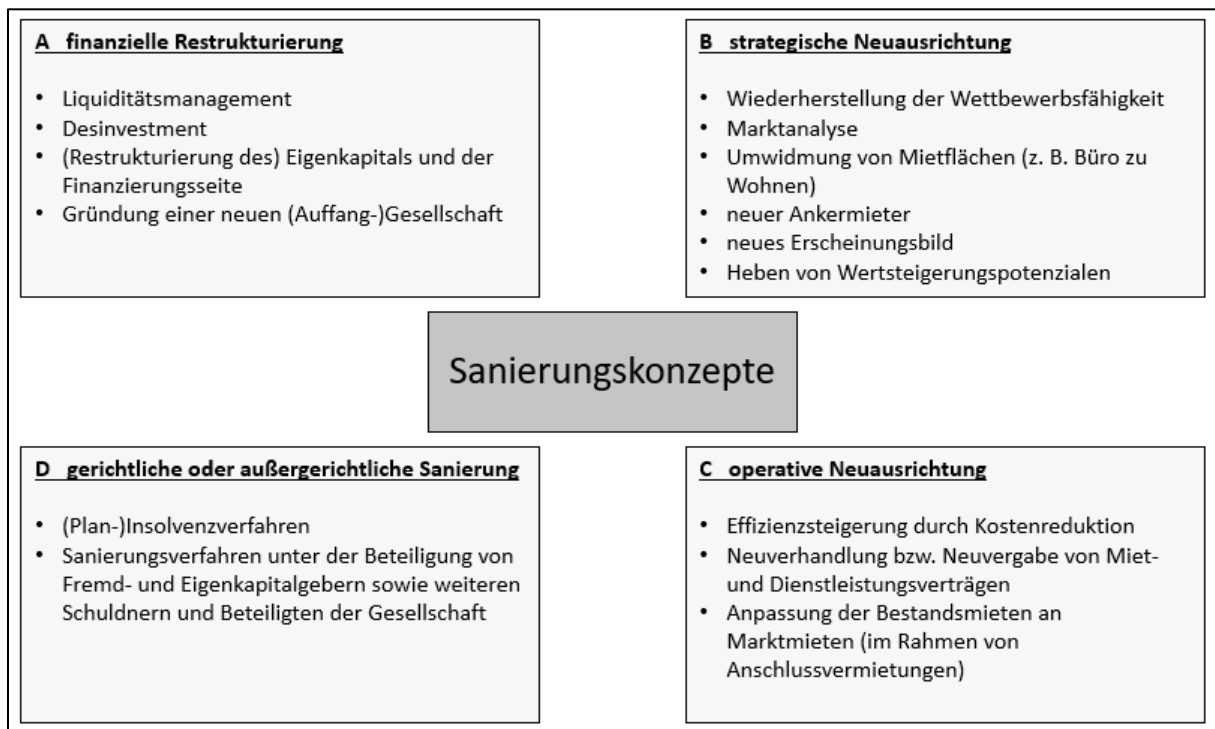 A finanzielle Restrukturierung
• Liquiditätsmanagement
• Desinvestment
• (Restrukturierung des) Eigenkapitals und der
Finanzierungsseite
• Gründung einer neuen (Auffang-)Gesellschaft
B strategische Neuausrichtung
• Wiederherstellung der Wettbewerbsfähigkeit
• Marktanalyse
• Umwidmung von Mietflächen (z. B. Büro zu
Wohnen)
• neuer Ankermieter
• neues Erscheinungsbild
• Heben von Wertsteigerungspotenzialen
Sanierungskonzepte
D gerichtliche oder außergerichtliche Sanierung
• (Plan-)Insolvenzverfahren
• Sanierungsverfahren unter der Beteiligung von
Fremd- und Eigenkapitalgebern sowie weiteren
Schuldnern und Beteiligten der Gesellschaft
C operative Neuausrichtung
• Effizienzsteigerung durch Kostenreduktion
• Neuverhandlung bzw. Neuvergabe von Miet-
und Dienstleistungsverträgen
• Anpassung der Bestandsmieten an
Marktmieten (im Rahmen von
Anschlussvermietungen)